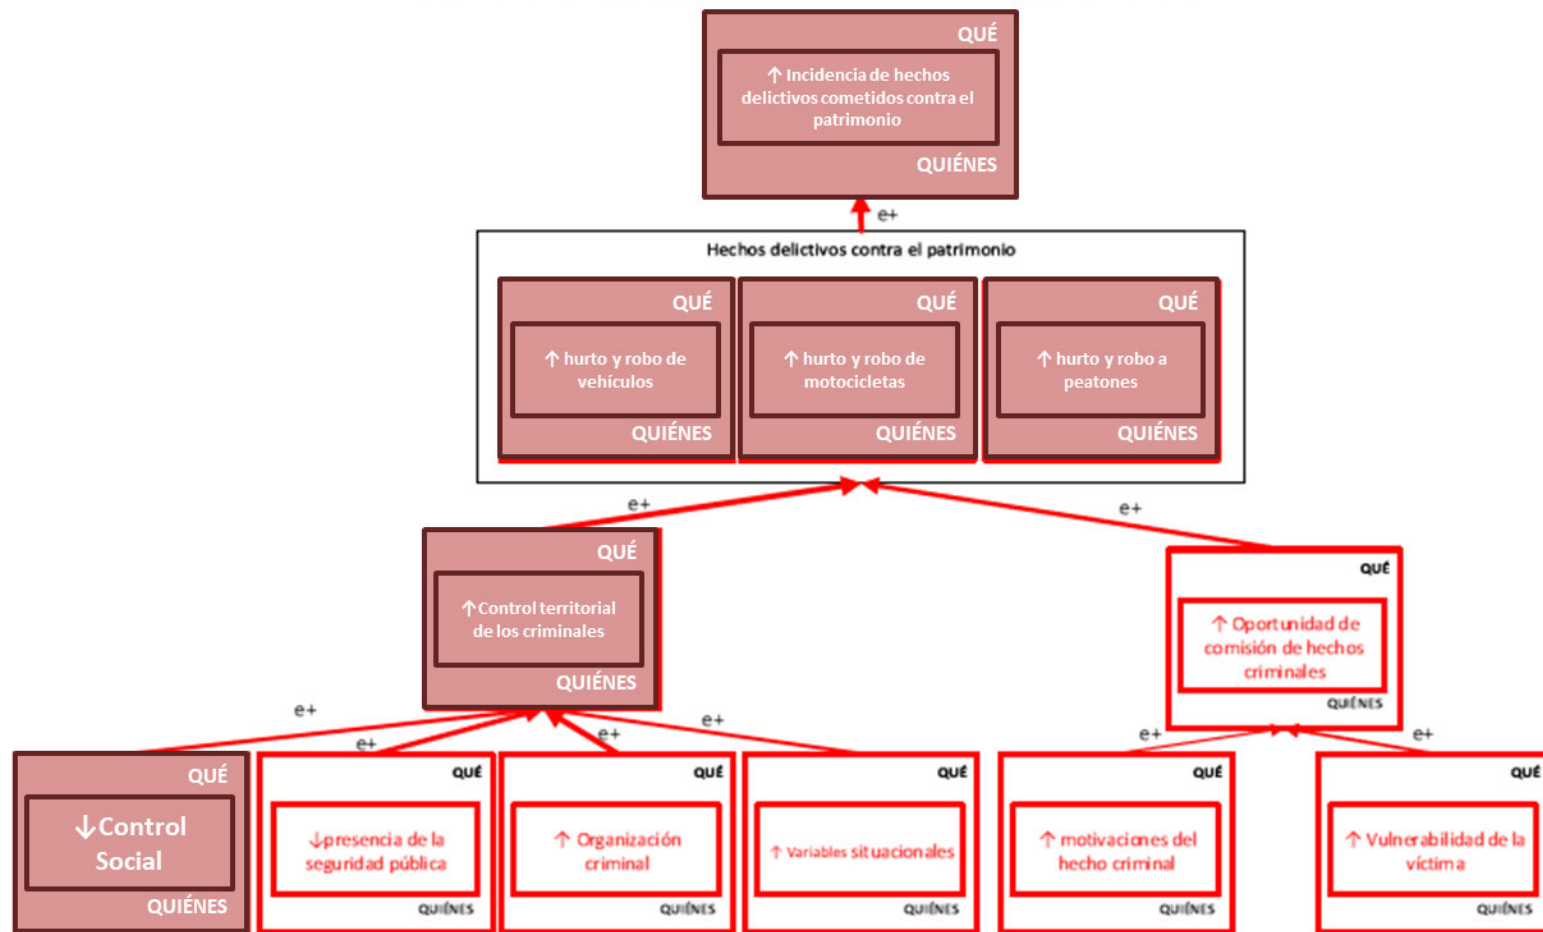 QUÉ
↑ Incidencia de hechos
delictivos cometidos contra el
patrimonio
QUIÉNES
e+
Hechos delictivos contra el patrimonio
QUÉ
↑ hurto y robo de
vehículos
QUIÉNES
QUÉ
↑ hurto y robo de
motocicletas
QUIÉNES
QUÉ
↑ hurto y robo a
peatones
QUIÉNES
e+
e+
QUÉ
↑Control territorial
de los criminales
QUIÉNES
QUÉ
↑ Oportunidad de
comisión de hechos
criminales
QUIÉNES
e+
e+
e+
e+
e+
e+
QUÉ
↓Control
Social
QUIÉNES
QUÉ
↓presencia de la
seguridad pública
QUIÉNES
QUÉ
↑ Organización
criminal
QUIÉNES
QUÉ
↑ Variables situacionales
QUIÉNES
QUÉ
↑ motivaciones del
hecho criminal
QUIÉNES
QUÉ
↑ Vulnerabilidad de la
víctima
QUIÉNES